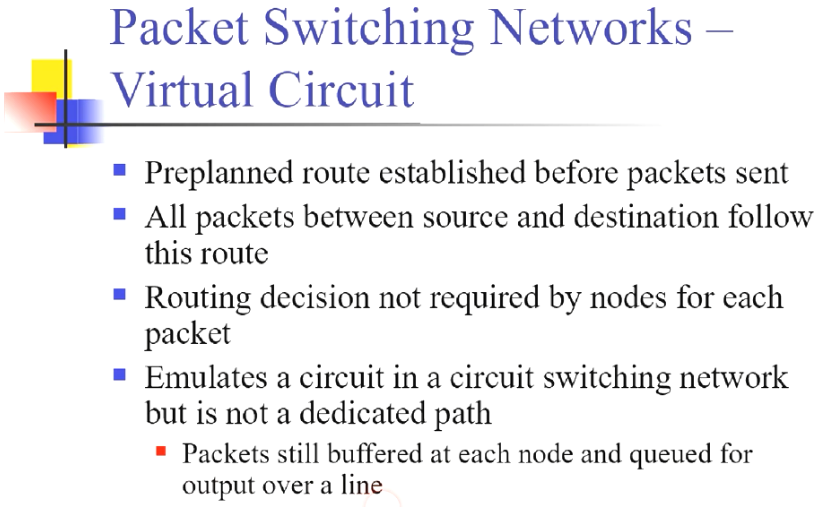 Packet Switching Networks –
Virtual Circuit
Preplanned route established before packets sent
All packets between source and destination follow
this route
Routing decision not required by nodes for each
packet
Emulates a circuit in a circuit switching network
but is not a dedicated path
Packets still buffered at each node and queued for
output over a line